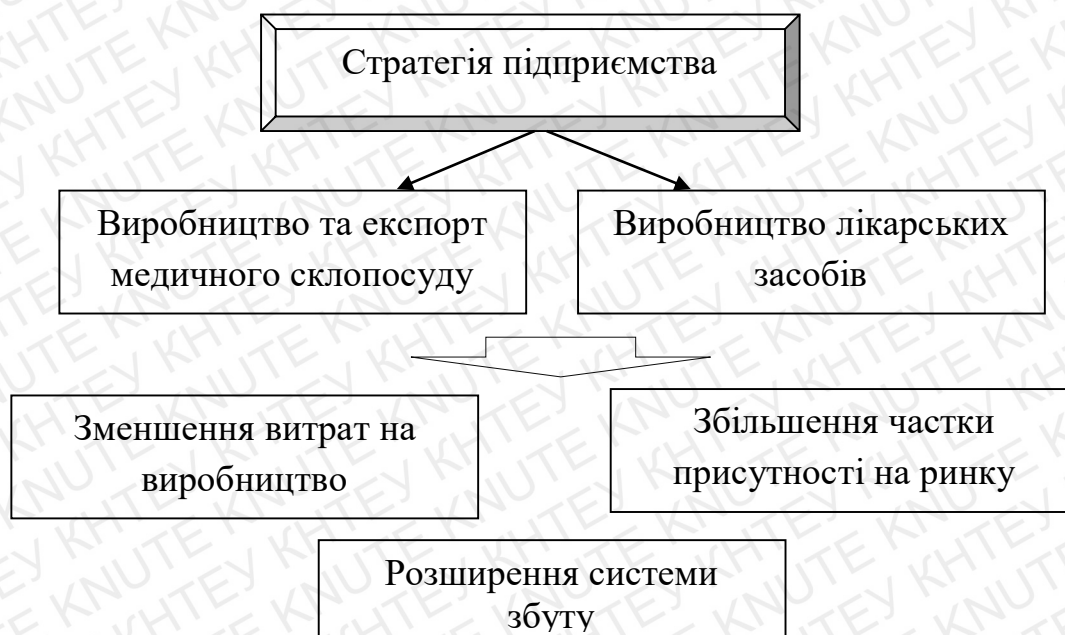 Стратегія підприємства
Виробництво та експорт
медичного склопосуду
Виробництво лікарських
засобів
Зменшення витрат на
виробництво
Збільшення частки
присутності на ринку
Розширення системи
збуту